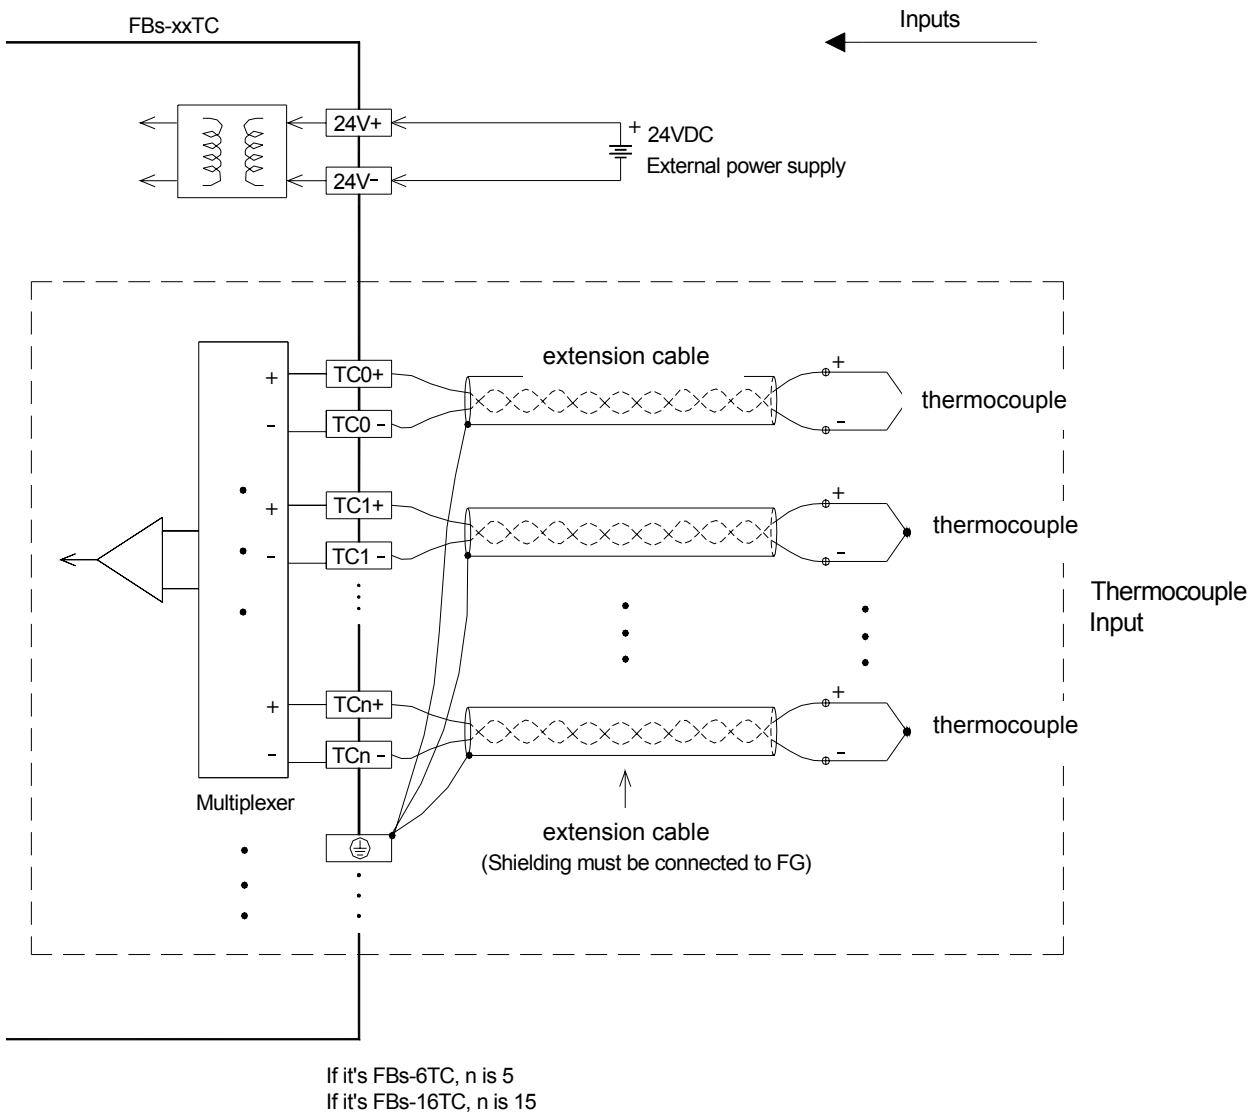 FBs-xxTC
Inputs
24V+
+ 24VDC
External power supply
24V-
extension cable
+ TC0+ +
thermocouple
- TC0 - -
+ TC1+ +
thermocouple
- TC1 - -
Thermocouple
Input
+ TCn+ +
thermocouple
- TCn - -
Multiplexer
extension cable
(Shielding must be connected to FG)
If it's FBs-6TC, n is 5
If it's FBs-16TC, n is 15